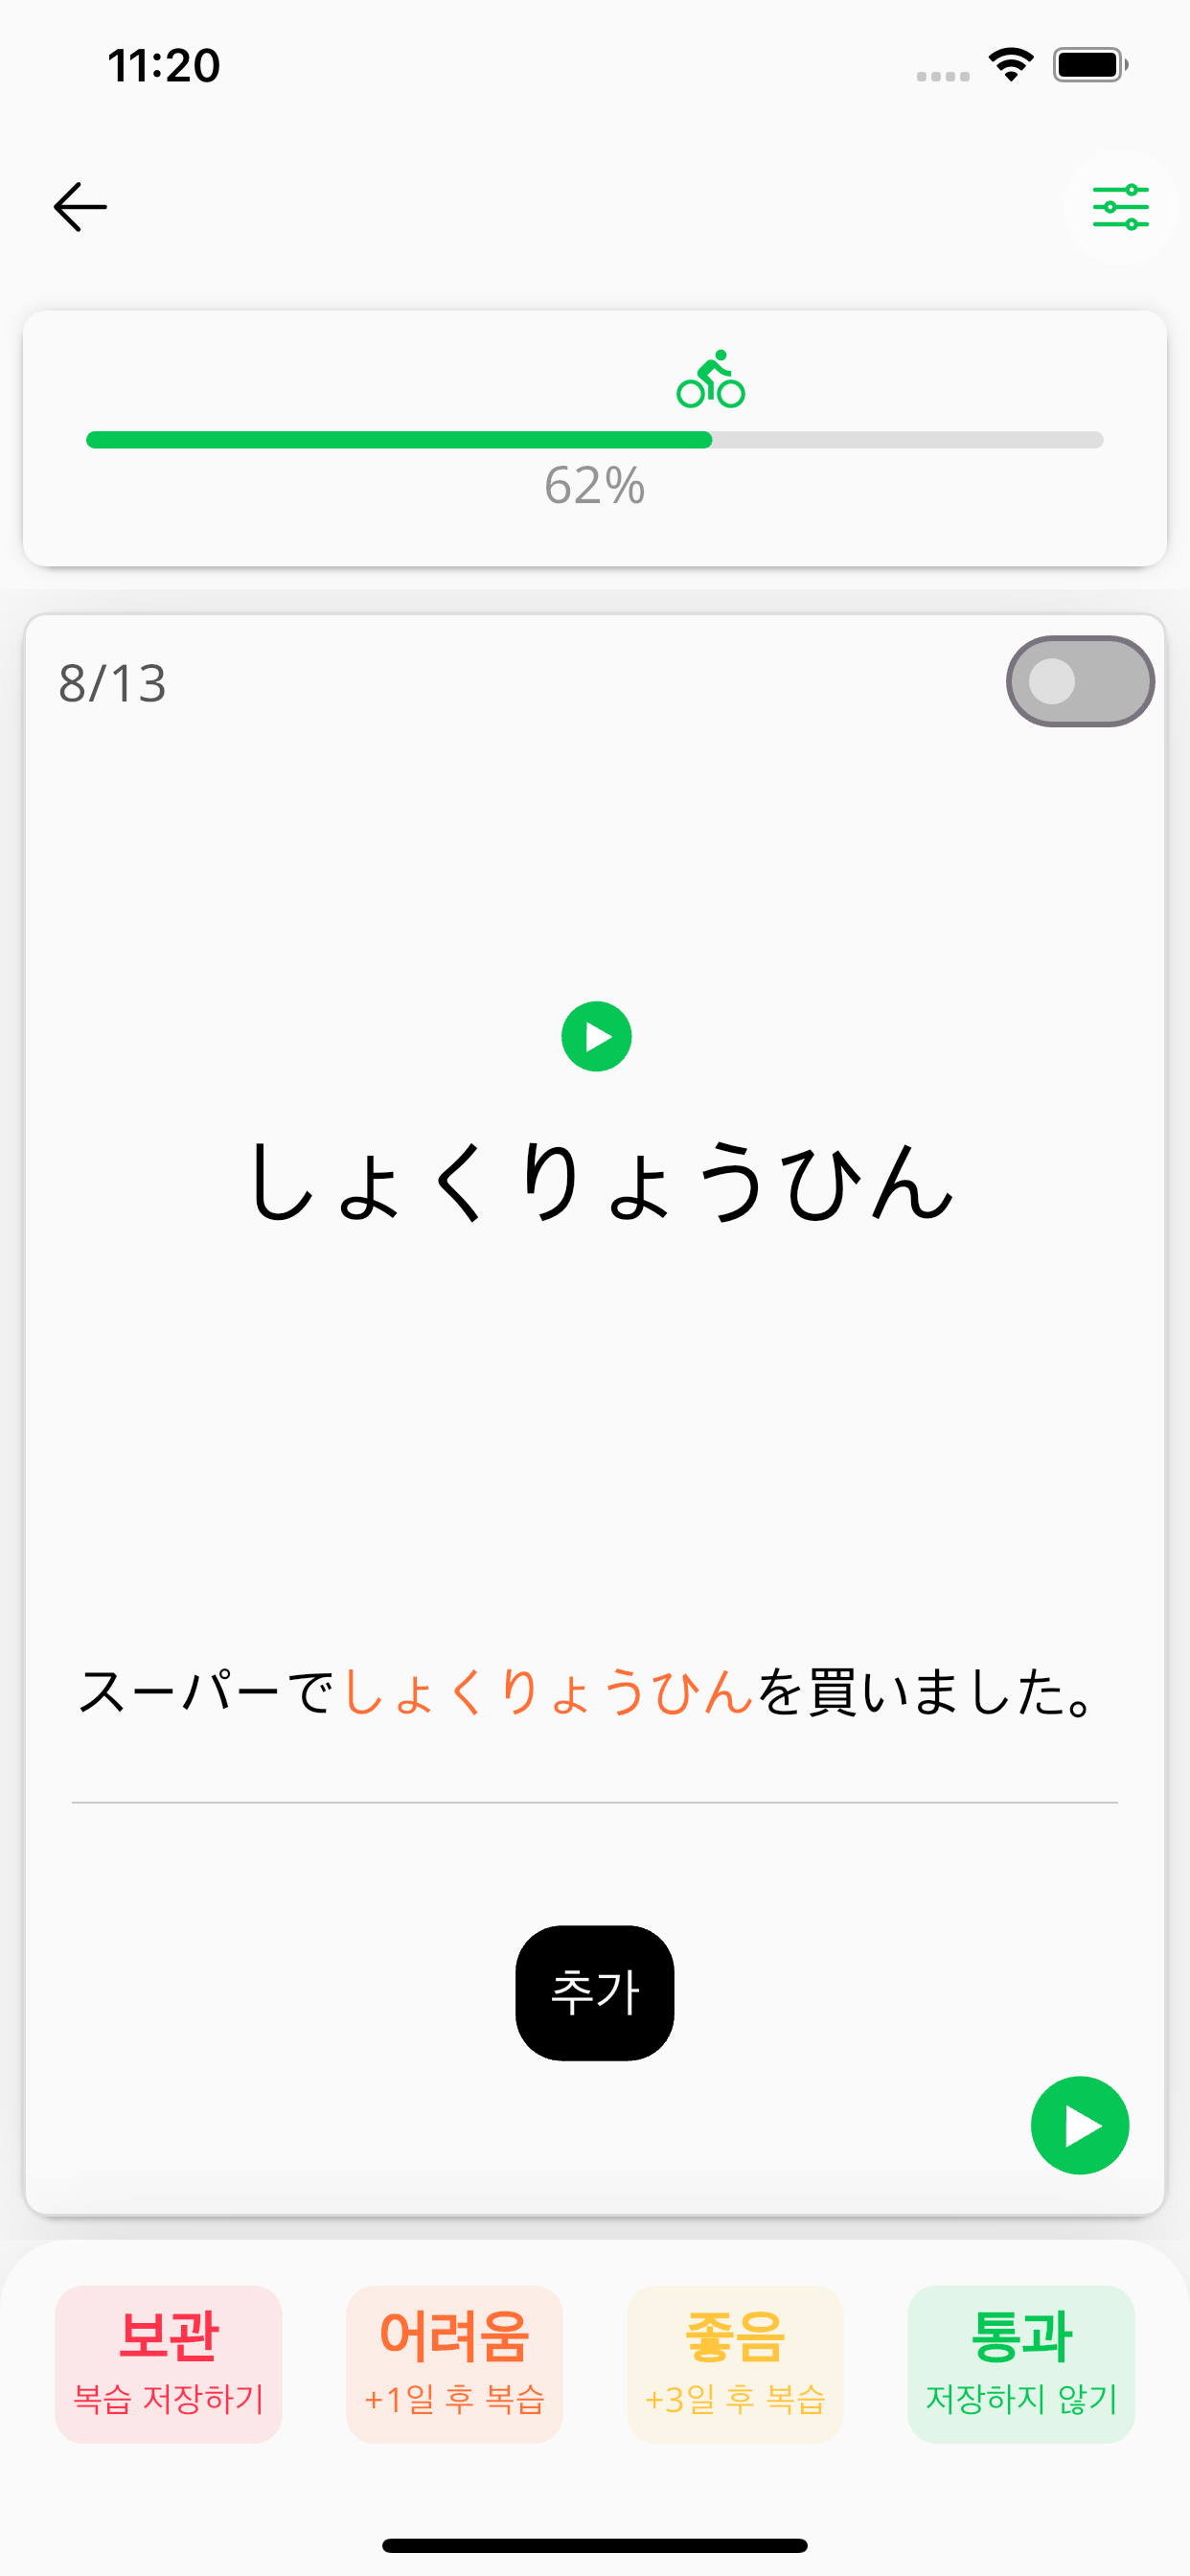 11:20
62%
8/13
しょくりょうひん
スーパーでしょくりょうひんを買いました。
추가
보관
복습 저장하기
어려움
+1일 후 복습
좋음
+3일 후 복습
통과
저장하지 않기